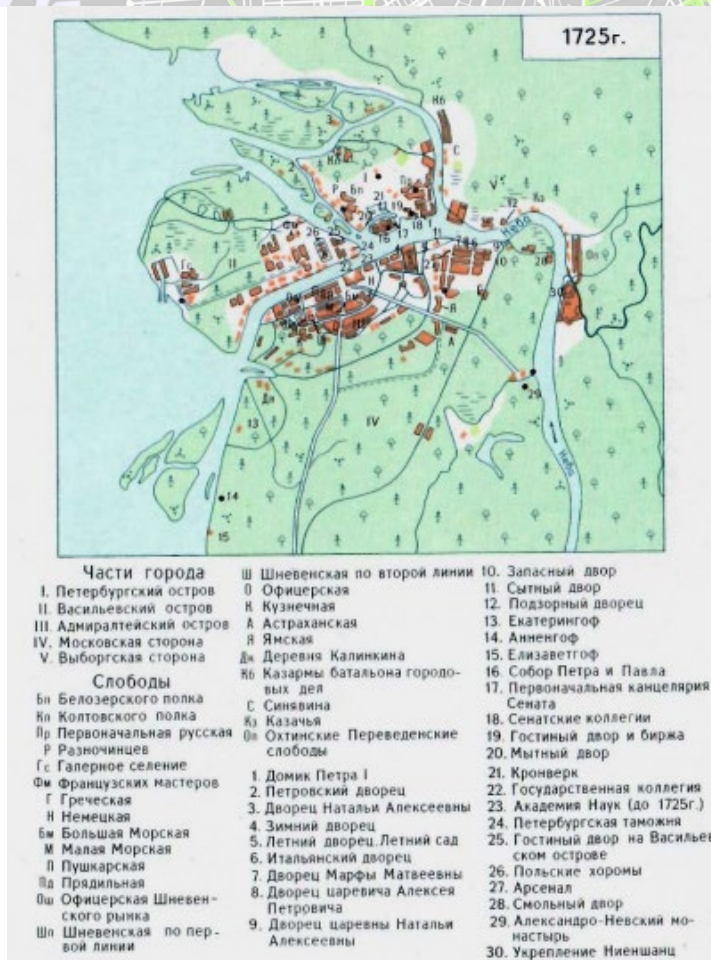 1725г.
Нева
Нева
Части города
I. Петербургский остров
II. Васильевский остров
III. Адмиралтейский остров
IV. Московская сторона
V. Выборгская сторона
Слободы
Бп Белозерского полка
Кп Колтовского полка
Пр Первоначальная русская
Р Разночинцев
Гс Галерное селение
Фм Французских мастеров
Г Греческая
Н Немецкая
Бм Большая Морская
М Малая Морская
П Пушкарская
Пд Прядильная
Ош Офицерская Шневен-
ского рынка
Шп Шневенская по пер-
вой линии
Ш Шневенская по второй линии
О Офицерская
К Кузнечная
А Астраханская
Я Ямская
Дк Деревня Калинкина
Кб Казармы батальона городо-
вых дел
С Синявина
Кз Казачья
Оп Охтинские Переведенские
слободы
1. Домик Петра I
2. Петровский дворец
3. Дворец Натальи Алексеевны
4. Зимний дворец
5. Летний дворец. Летний сад
6. Итальянский дворец
7. Дворец Марфы Матвеевны
8. Дворец царевича Алексея
Петровича
9. Дворец царевны Натальи
Алексеевны
10. Запасный двор
11. Сытный двор
12. Подзорный дворец
13. Екатерингоф
14. Анненгоф
15. Елизаветгоф
16. Собор Петра и Павла
17. Первоначальная канцелярия
Сената
18. Сенатские коллегии
19. Гостиный двор и биржа
20. Мытный двор
21. Кронверк
22. Государственная коллегия
23. Академия Наук (до 1725г.)
24. Петербургская таможня
25. Гостиный двор на Васильев
ском острове
26. Польские хоромы
27. Арсенал
28. Смольный двор
29. Александро-Невский мо-
настырь
30. Укрепление Ниеншанц